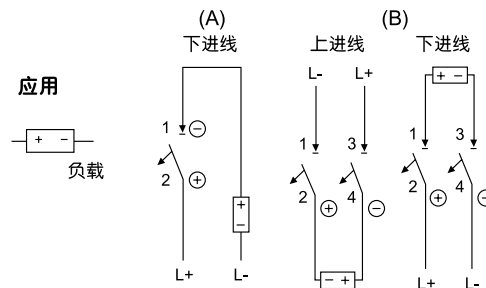 (A) (B)
下进线 上进线 下进线
L- L+
应用
+ -
负载
1 -
2 +
+ -
L+ L-
1 3
2 + 4 -
- +
+ -
1 3
2 + 4 -
L+ L-